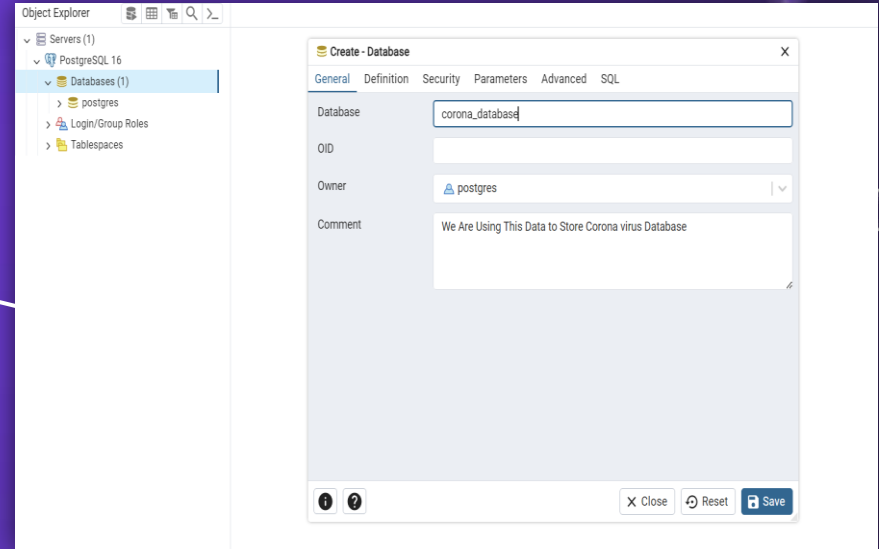 Object Explorer
Servers (1)
PostgreSQL 16
Databases (1)
postgres
Login/Group Roles
Tablespaces
Create - Database
General Definition Security Parameters Advanced SQL
Database
corona_database
OID
Owner
postgres
Comment
We Are Using This Data to Store Corona virus Database
Close Reset Save